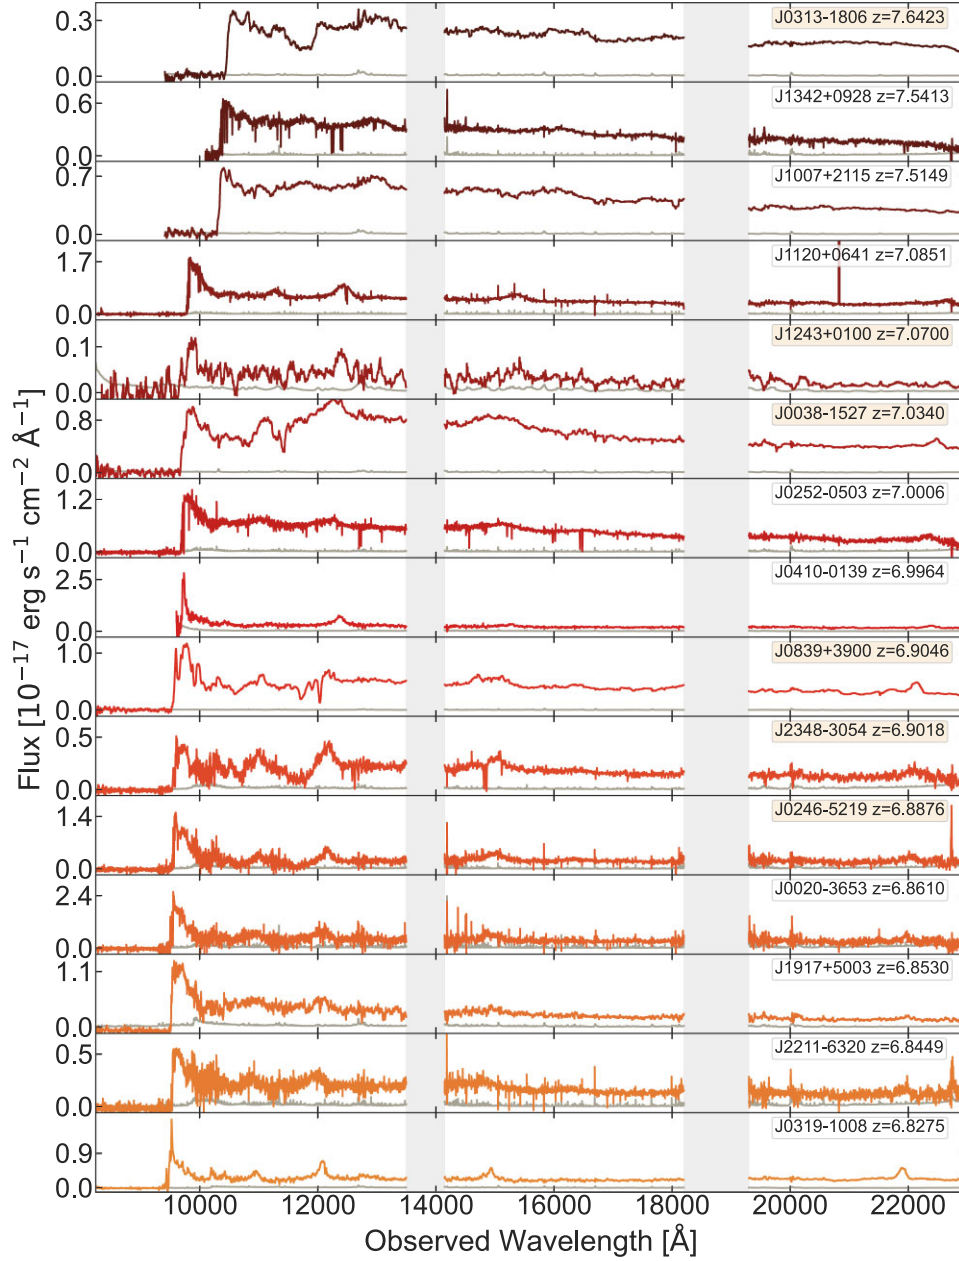 J0313-1806 z=7.6423
0.3
0.0
J1342+0928 z=7.5413
0.6
0.0
J1007+2115 z=7.5149
0.7
0.0
J1120+0641 z=7.0851
1.7
0.0
J1243+0100 z=7.0700
0.1
0.0
J0038-1527 z=7.0340
0.8
0.0
J0252-0503 z=7.0006
1.2
0.0
J0410-0139 z=6.9964
2.5
0.0
J0839+3900 z=6.9046
1.0
0.0
J2348-3054 z=6.9018
0.5
0.0
J0246-5219 z=6.8876
1.4
0.0
J0020-3653 z=6.8610
2.4
0.0
J1917+5003 z=6.8530
1.1
0.0
J2211-6320 z=6.8449
0.5
0.0
J0319-1008 z=6.8275
0.9
0.0
Flux [10⁻¹⁷ erg s⁻¹ cm⁻² Å⁻¹]
10000 12000 14000 16000 18000 20000 22000
Observed Wavelength [Å]